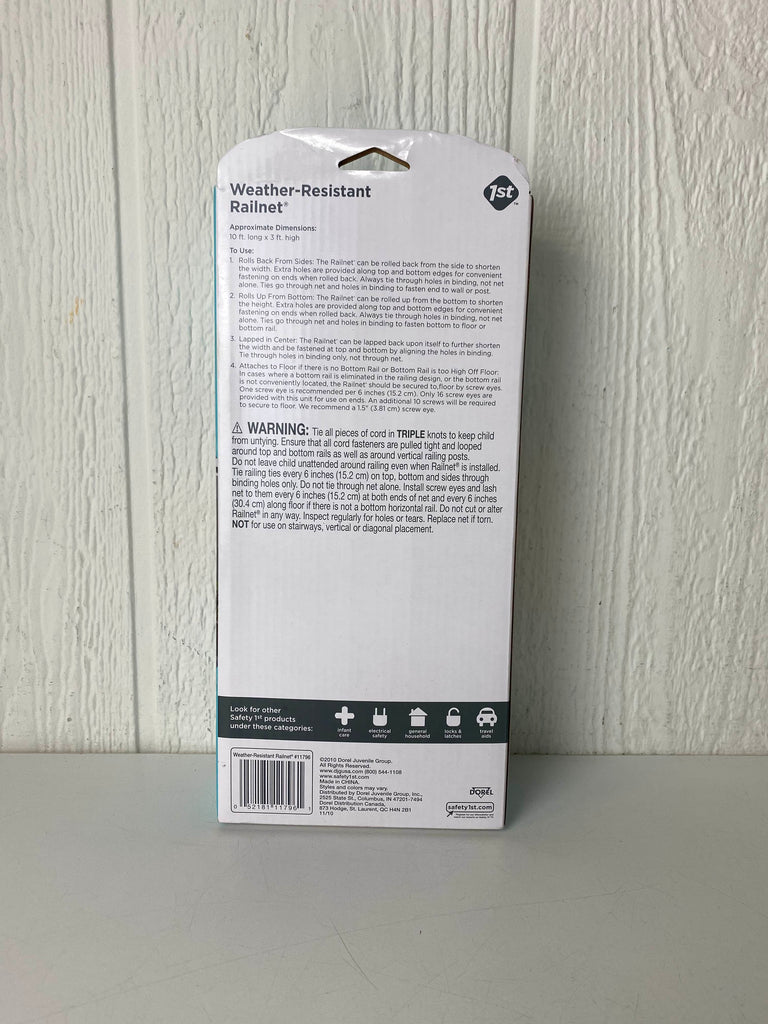 Weather-Resistant
Railnet®
1st
Approximate Dimensions:
10 ft. long x 3 ft. high
To Use:
1. Rolls Back From Sides: The Railnet® can be rolled back from the side to shorten
the width. Extra holes are provided along top and bottom edges for convenient
fastening on ends when rolled back. Always tie through holes in binding, not net
alone. Ties go through net and holes in binding to fasten end to wall or post.
2. Rolls Up From Bottom: The Railnet® can be rolled up from the bottom to shorten
the height. Extra holes are provided along top and bottom edges for convenient
fastening on ends when rolled back. Always tie through holes in binding, not net
alone. Ties go through net and holes in binding to fasten bottom to floor or
bottom rail.
3. Lapped in Center: The Railnet® can be lapped back upon itself to further shorten
the width and be fastened at top and bottom by aligning the holes in binding.
Tie through holes in binding only, not through net.
4. Attaches to Floor if there is no Bottom Rail or Bottom Rail is too High Off Floor:
In cases where a bottom rail is eliminated in the railing design, or the bottom rail
is not conveniently located, the Railnet® should be secured to floor by screw eyes.
One screw eye is recommended per 6 inches (15.2 cm). Only 16 screw eyes are
provided with this unit for use on ends. An additional 10 screws will be required
to secure to floor. We recommend a 1.5" (3.81 cm) screw eye.
⚠ WARNING: Tie all pieces of cord in TRIPLE knots to keep child
from untying. Ensure that all cord fasteners are pulled tight and looped
around top and bottom rails as well as around vertical railing posts.
Do not leave child unattended around railing even when Railnet® is installed.
Tie railing ties every 6 inches (15.2 cm) on top, bottom and sides through
binding holes only. Do not tie through net alone. Install screw eyes and lash
net to them every 6 inches (15.2 cm) at both ends of net and every 6 inches
(30.4 cm) along floor if there is not a bottom horizontal rail. Do not cut or alter
Railnet® in any way. Inspect regularly for holes or tears. Replace net if torn.
NOT for use on stairways, vertical or diagonal placement.
Look for other
Safety 1st products
under these categories:
infant
care
electrical
safety
general
household
locks &
latches
travel
aids
Weather-Resistant Railnet® #11796
0 52181 11796 1
©2010 Dorel Juvenile Group.
All Rights Reserved.
www.djgusa.com (800) 544-1108
www.safety1st.com
Made in CHINA.
Styles and colors may vary.
Distributed by Dorel Juvenile Group, Inc.,
2525 State St., Columbus, IN 47201-7494
Dorel Distribution Canada,
873 Hodge, St. Laurent, QC H4N 2B1
11/10
DOREL
safety1st.com